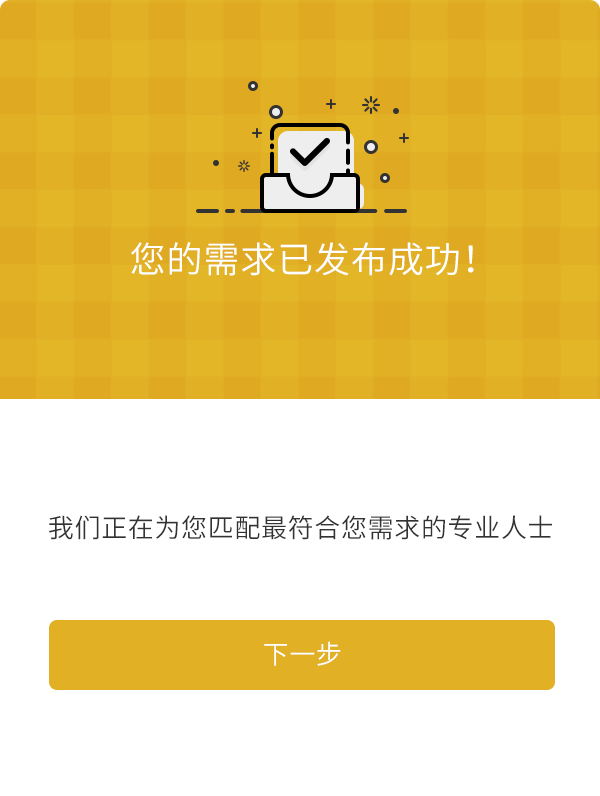 您的需求已发布成功！
我们正在为您匹配最符合您需求的专业人士
下一步